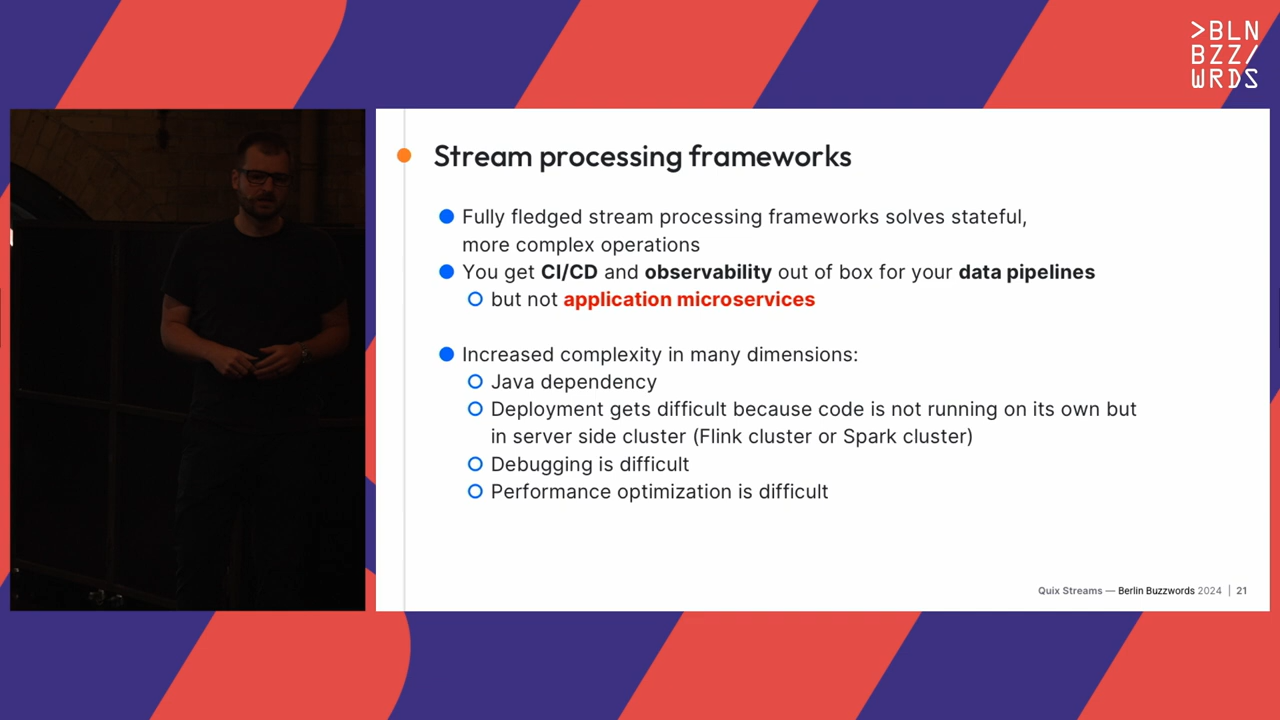 >BLN
BZZ/
WRDS
Stream processing frameworks
Fully fledged stream processing frameworks solves stateful,
more complex operations
You get CI/CD and observability out of box for your data pipelines
but not application microservices
Increased complexity in many dimensions:
Java dependency
Deployment gets difficult because code is not running on its own but
in server side cluster (Flink cluster or Spark cluster)
Debugging is difficult
Performance optimization is difficult
Quix Streams — Berlin Buzzwords 2024 | 21